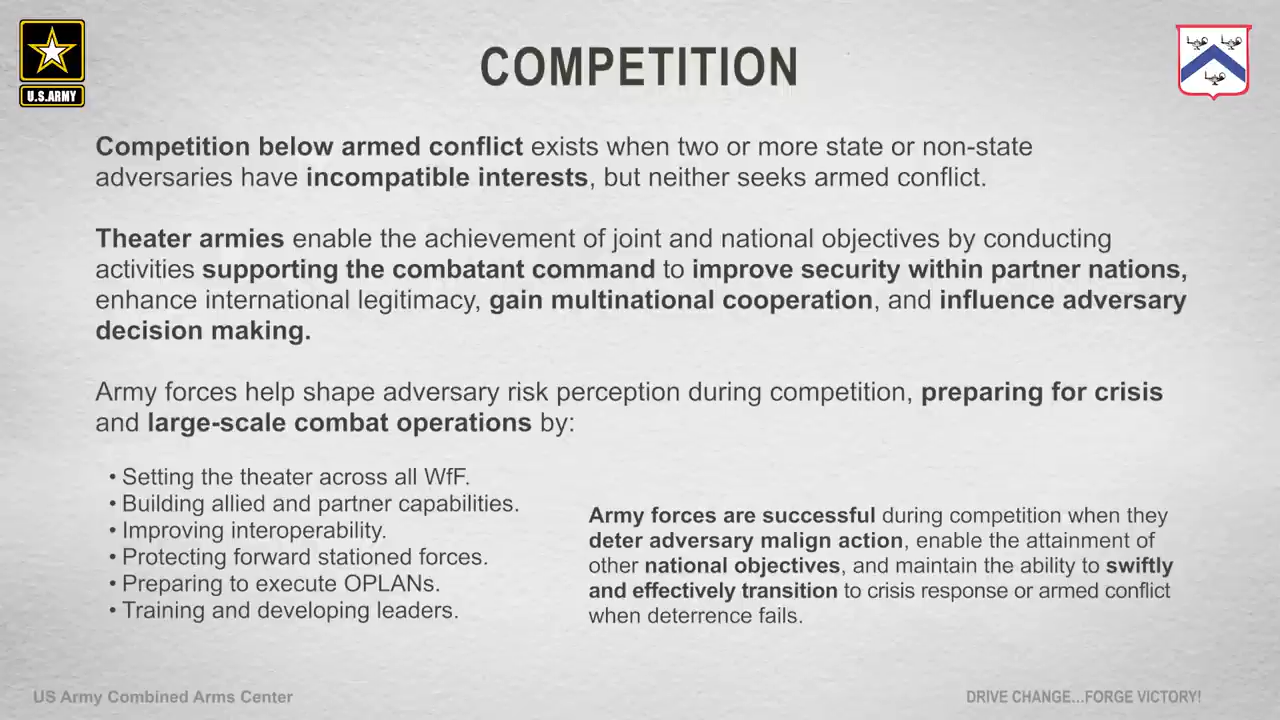 U.S.ARMY
COMPETITION
Competition below armed conflict exists when two or more state or non-state
adversaries have incompatible interests, but neither seeks armed conflict.
Theater armies enable the achievement of joint and national objectives by conducting
activities supporting the combatant command to improve security within partner nations,
enhance international legitimacy, gain multinational cooperation, and influence adversary
decision making.
Army forces help shape adversary risk perception during competition, preparing for crisis
and large-scale combat operations by:
• Setting the theater across all WfF.
• Building allied and partner capabilities.
• Improving interoperability.
• Protecting forward stationed forces.
• Preparing to execute OPLANs.
• Training and developing leaders.
Army forces are successful during competition when they
deter adversary malign action, enable the attainment of
other national objectives, and maintain the ability to swiftly
and effectively transition to crisis response or armed conflict
when deterrence fails.
US Army Combined Arms Center
DRIVE CHANGE...FORGE VICTORY!